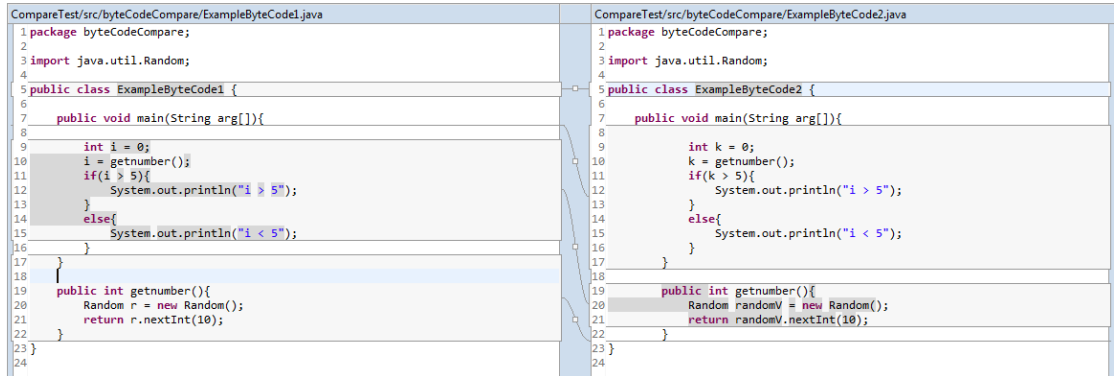 CompareTest/src/byteCodeCompare/ExampleByteCode1.java
1 package byteCodeCompare;
2
3 import java.util.Random;
4
5 public class ExampleByteCode1 {
6
7     public void main(String arg[]){
8
9         int i = 0;
10         i = getnumber();
11         if(i > 5){
12             System.out.println("i > 5");
13         }
14         else{
15             System.out.println("i < 5");
16         }
17     }
18
19     public int getnumber(){
20         Random r = new Random();
21         return r.nextInt(10);
22     }
23 }
24
CompareTest/src/byteCodeCompare/ExampleByteCode2.java
1 package byteCodeCompare;
2
3 import java.util.Random;
4
5 public class ExampleByteCode2 {
6
7     public void main(String arg[]){
8
9             int k = 0;
10             k = getnumber();
11             if(k > 5){
12                 System.out.println("i > 5");
13             }
14             else{
15                 System.out.println("i < 5");
16             }
17         }
18
19         public int getnumber(){
20             Random randomV = new Random();
21             return randomV.nextInt(10);
22         }
23 }
24